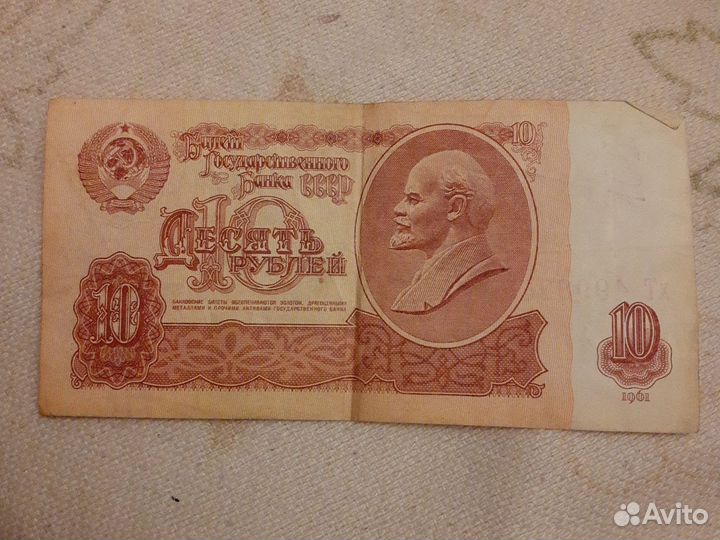 Билет
Государственного
Банка СССР
10
10
Десять
рублей
Банковские билеты обеспечиваются золотом, драгоценными
металлами и прочими активами Государственного банка
10
10
1961
Avito